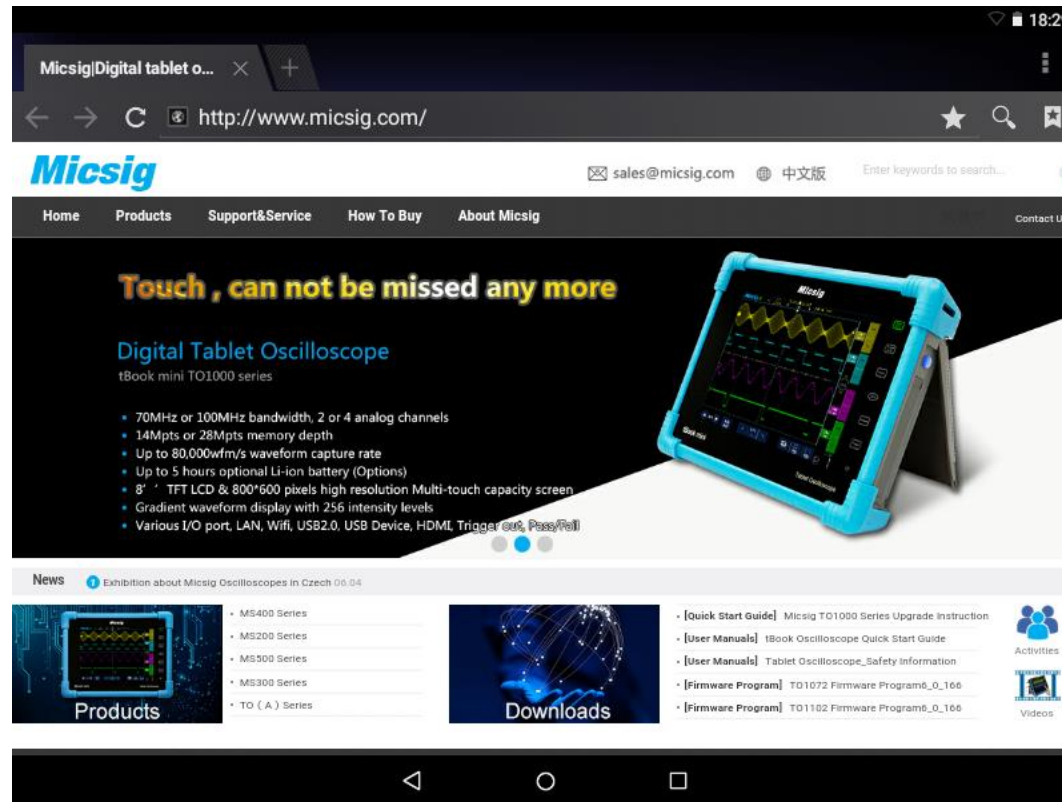 18:2
Micsig|Digital tablet o...
http://www.micsig.com/
Micsig
sales@micsig.com
中文版
Enter keywords to search...
Home
Products
Support&Service
How To Buy
About Micsig
Contact U
Touch , can not be missed any more
Digital Tablet Oscilloscope
tBook mini TO1000 series
• 70MHz or 100MHz bandwidth, 2 or 4 analog channels
• 14Mpts or 28Mpts memory depth
• Up to 80,000wfm/s waveform capture rate
• Up to 5 hours optional Li-ion battery (Options)
• 8' ' TFT LCD & 800*600 pixels high resolution Multi-touch capacity screen
• Gradient waveform display with 256 intensity levels
• Various I/O port, LAN, Wifi, USB2.0, USB Device, HDMI, Trigger out, Pass/Fail
Micsig
tBook mini
Tablet Oscilloscope
News
1 Exhibition about Micsig Oscilloscopes in Czech 06.04
Products
• MS400 Series
• MS200 Series
• MS500 Series
• MS300 Series
• TO ( A ) Series
Downloads
• [Quick Start Guide] Micsig TO1000 Series Upgrade Instruction
• [User Manuals] tBook Oscilloscope Quick Start Guide
• [User Manuals] Tablet Oscilloscope_Safety Information
• [Firmware Program] TO1072 Firmware Program6_0_166
• [Firmware Program] TO1102 Firmware Program6_0_166
Activities
Videos